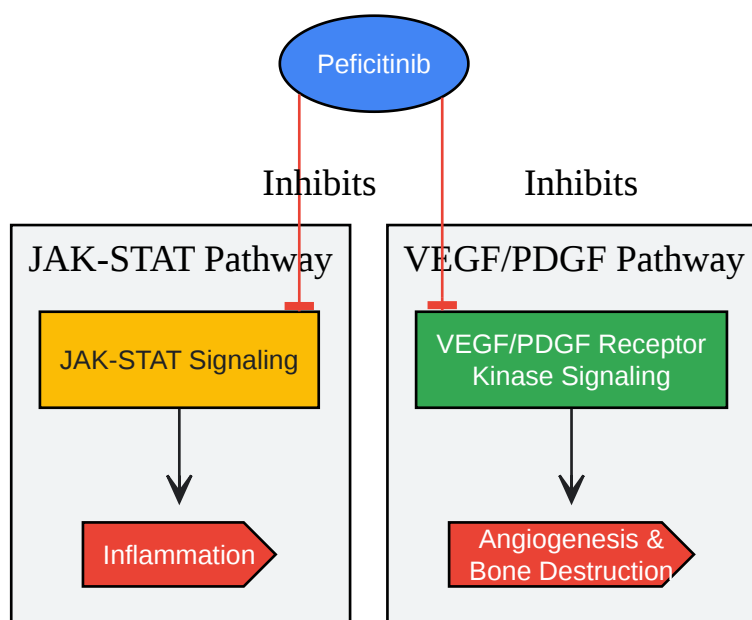 Peficitinib
Inhibits
Inhibits
JAK-STAT Pathway
VEGF/PDGF Pathway
JAK-STAT Signaling
VEGF/PDGF Receptor
Kinase Signaling
Inflammation
Angiogenesis &
Bone Destruction